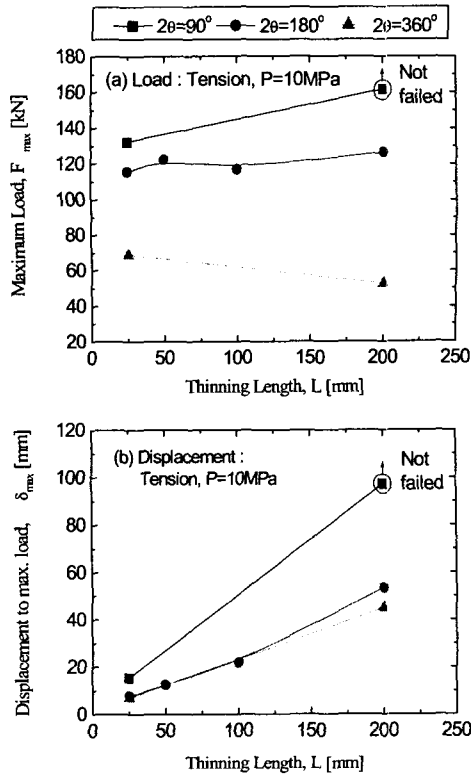 2θ=90° 2θ=180° 2θ=360°
180
160
140
120
100
80
60
40
20
(a) Load : Tension, P=10MPa
Not
failed
Maximum Load, F max [kN]
0 50 100 150 200 250
Thinning Length, L [mm]
120
100
80
60
40
20
0
(b) Displacement :
Tension, P=10MPa
Not
failed
Displacement to max. load, δmax [mm]
0 50 100 150 200 250
Thinning Length, L [mm]